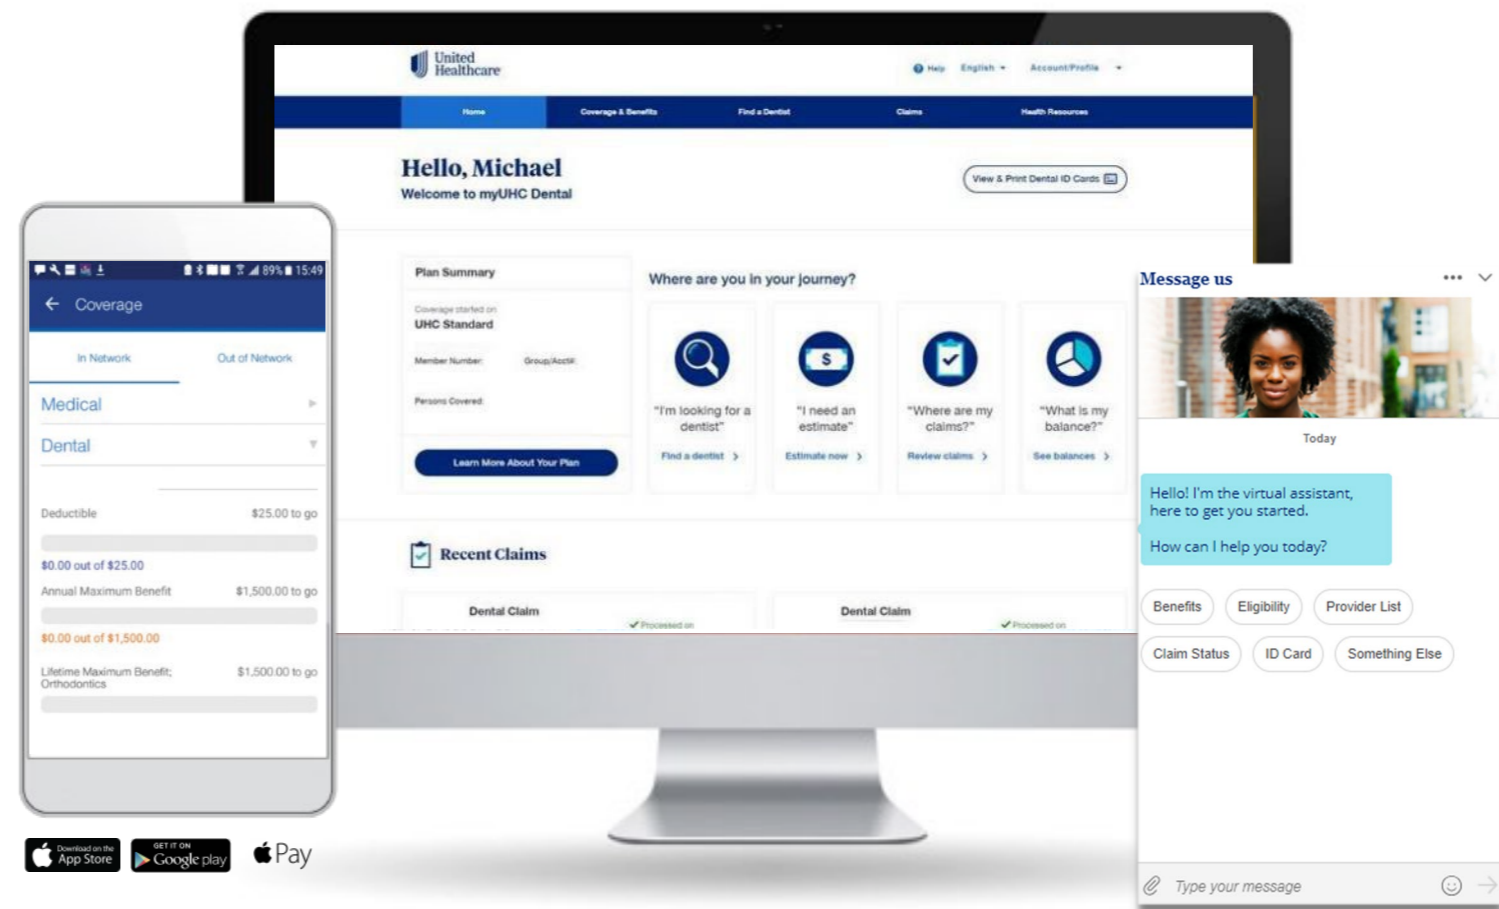 United
Healthcare
Help English Account/Profile
Home Coverage & Benefits Find a Dentist Claims Health Resources
Hello, Michael
Welcome to myUHC Dental
View & Print Dental ID Cards
Plan Summary
Coverage started on
UHC Standard
Member Number: Group/Acct#:
Persons Covered:
Learn More About Your Plan
Where are you in your journey?
"I'm looking for a
dentist"
Find a dentist
"I need an
estimate"
Estimate now
"Where are my
claims?"
Review claims
"What is my
balance?"
See balances
Recent Claims
Dental Claim
Processed on
Dental Claim
Processed on
89% 15:49
Coverage
In Network Out of Network
Medical
Dental
Deductible $25.00 to go
$0.00 out of $25.00
Annual Maximum Benefit $1,500.00 to go
$0.00 out of $1,500.00
Lifetime Maximum Benefit; $1,500.00 to go
Orthodontics
Download on the
App Store
GET IT ON
Google play
Pay
Message us
Today
Hello! I'm the virtual assistant,
here to get you started.
How can I help you today?
Benefits Eligibility Provider List
Claim Status ID Card Something Else
Type your message